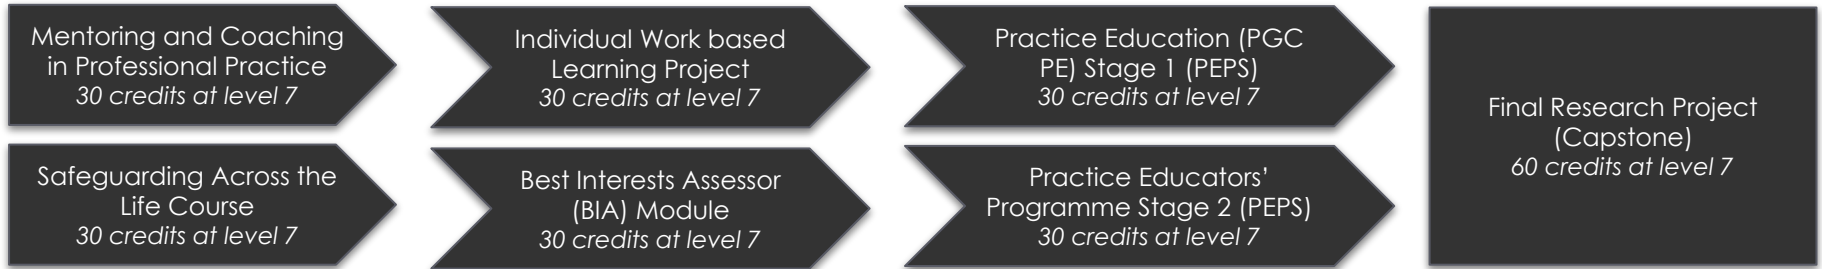 Mentoring and Coaching
in Professional Practice
30 credits at level 7
Individual Work based
Learning Project
30 credits at level 7
Practice Education (PGC
PE) Stage 1 (PEPS)
30 credits at level 7
Final Research Project
(Capstone)
60 credits at level 7
Safeguarding Across the
Life Course
30 credits at level 7
Best Interests Assessor
(BIA) Module
30 credits at level 7
Practice Educators’
Programme Stage 2 (PEPS)
30 credits at level 7